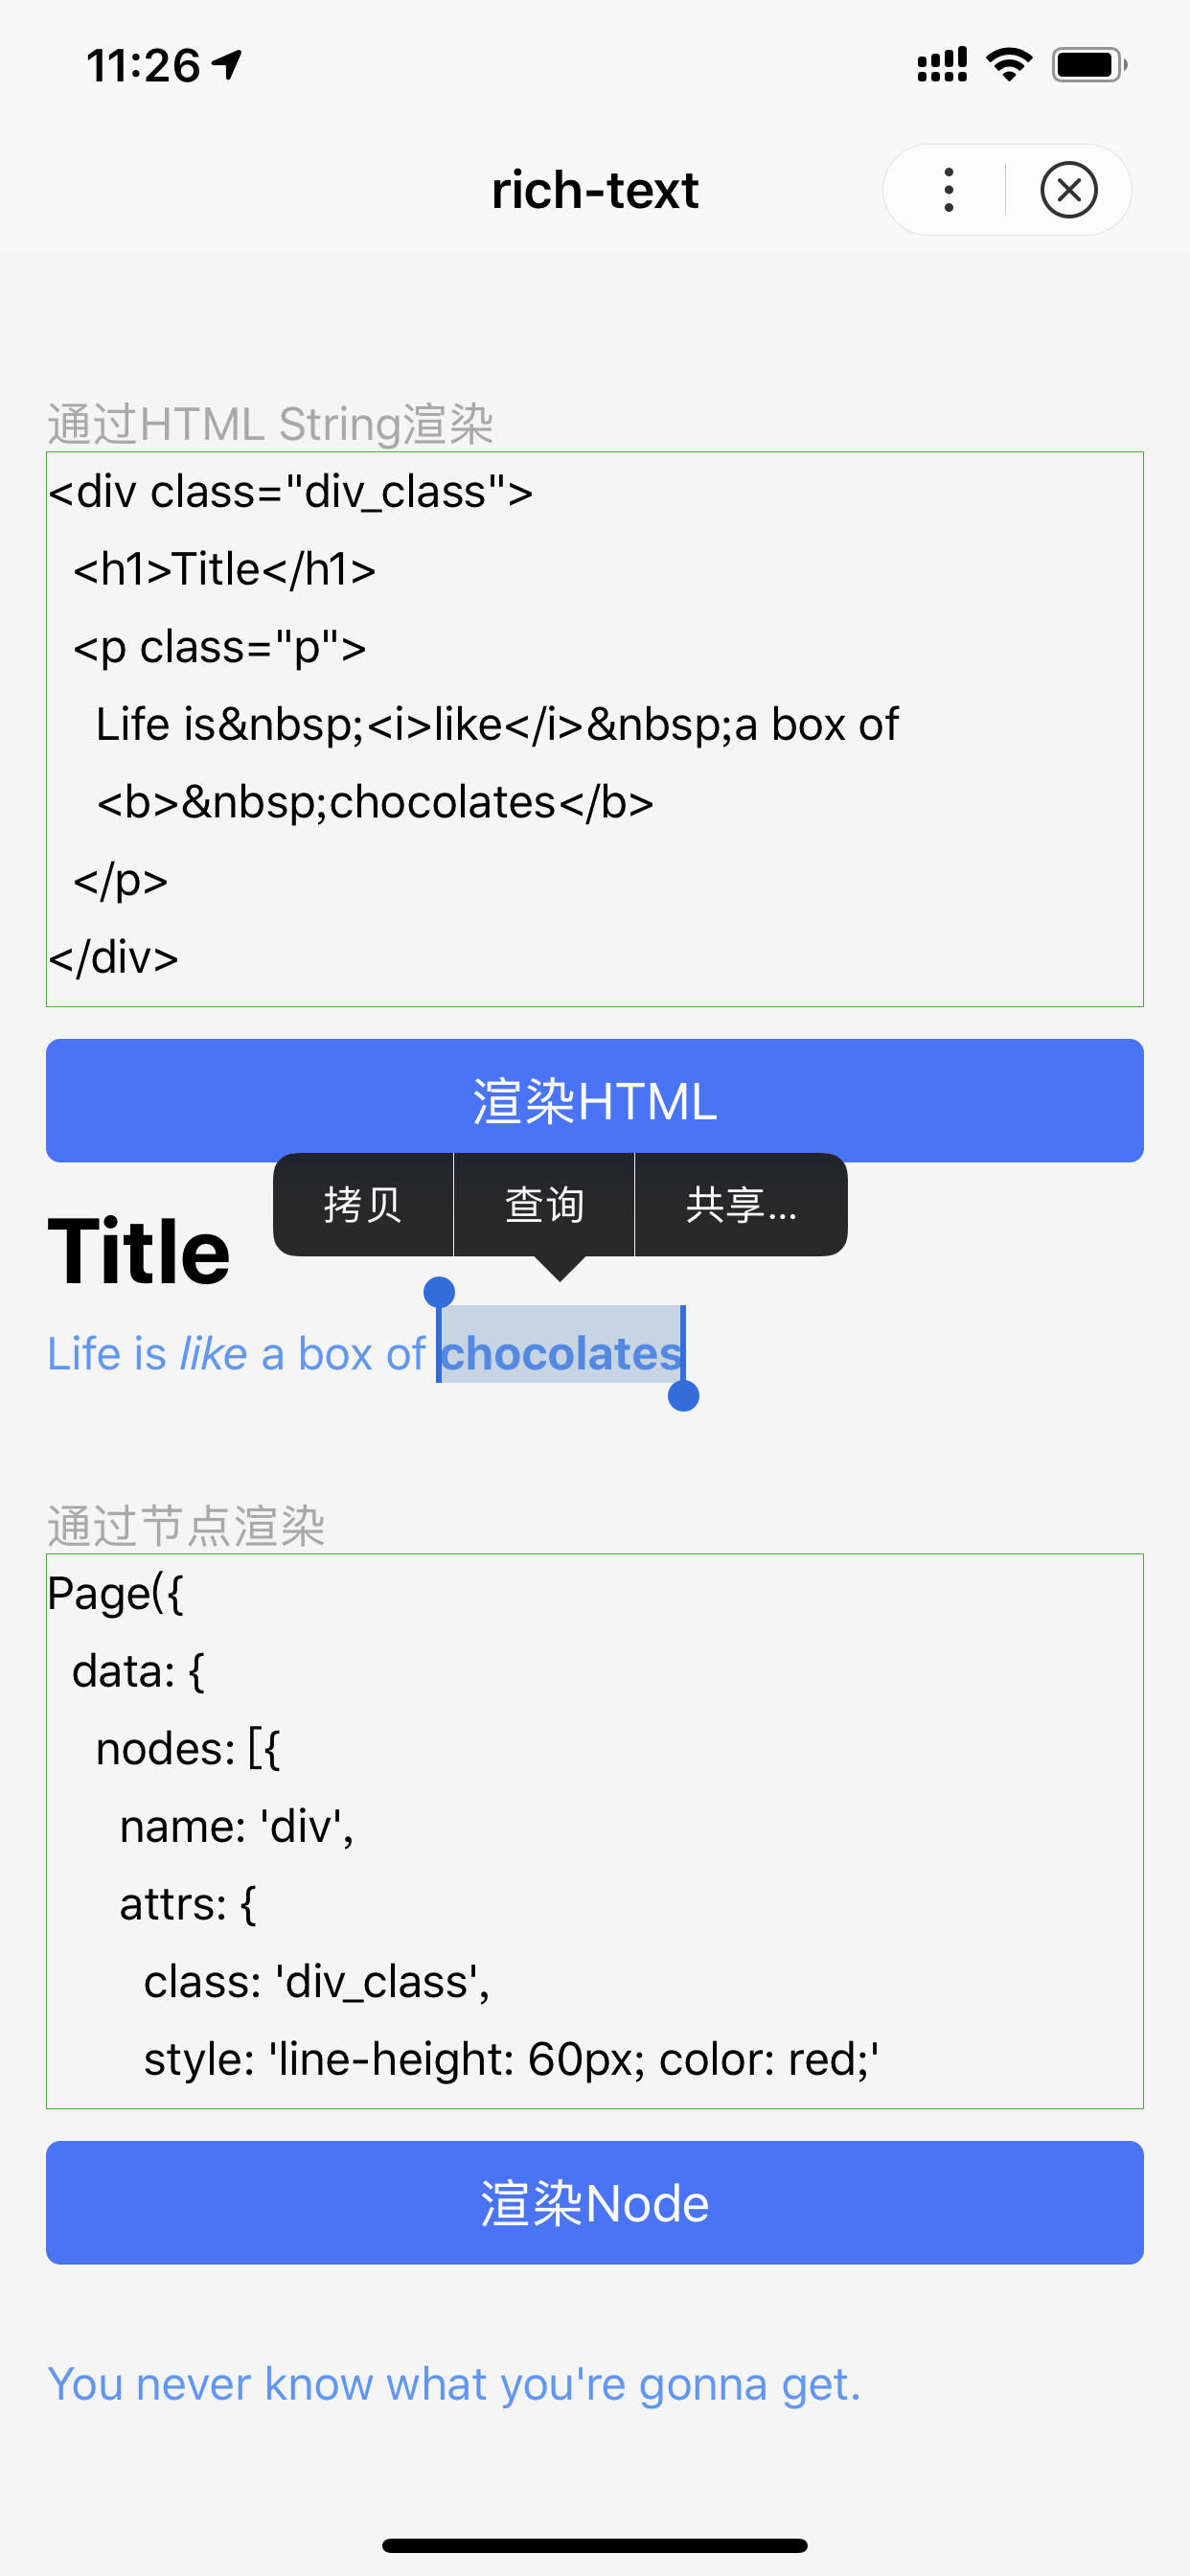 11:26
rich-text
通过HTML String渲染
<div class="div_class">
  <h1>Title</h1>
  <p class="p">
    Life is&nbsp;<i>like</i>&nbsp;a box of
    <b>&nbsp;chocolates</b>
  </p>
</div>
渲染HTML
拷贝 查询 共享...
Title
Life is like a box of chocolates
通过节点渲染
Page({
  data: {
    nodes: [{
      name: 'div',
      attrs: {
        class: 'div_class',
        style: 'line-height: 60px; color: red;'
渲染Node
You never know what you're gonna get.